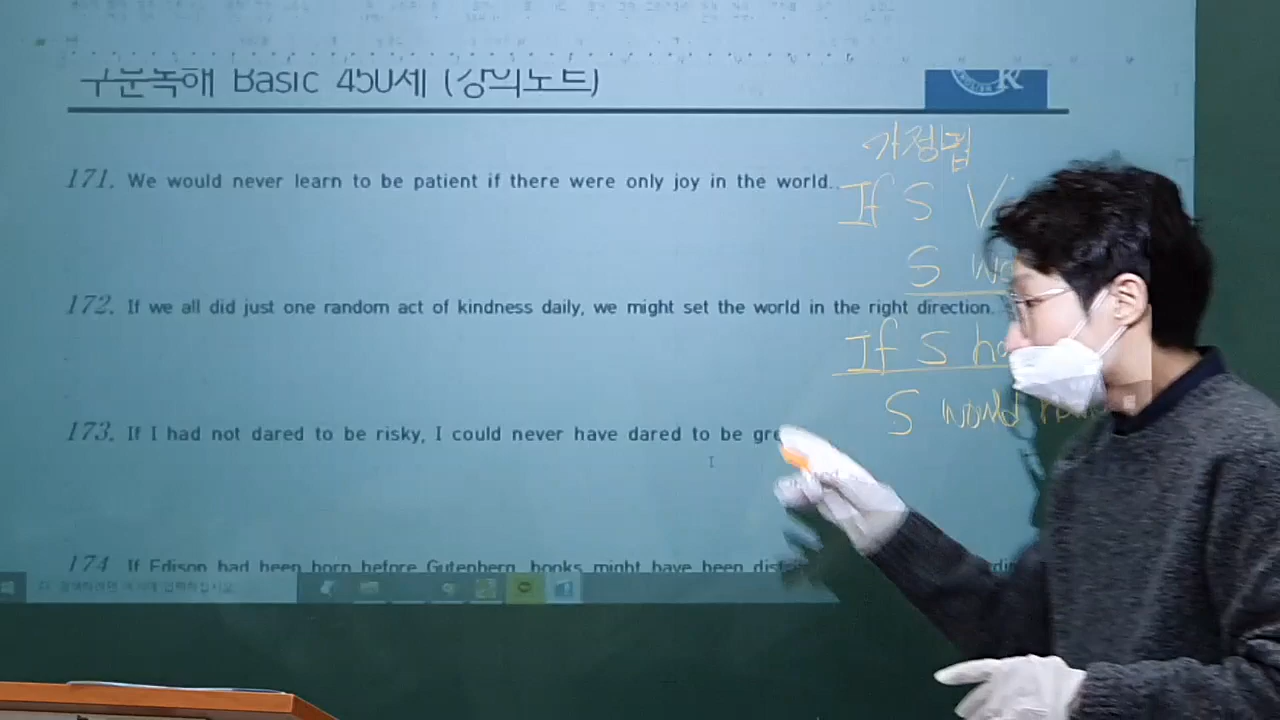 구문독해 Basic 450제 (강의노트)
171. We would never learn to be patient if there were only joy in the world.
172. If we all did just one random act of kindness daily, we might set the world in the right direction.
173. If I had not dared to be risky, I could never have dared to be
174. If Edison had been born before Gutenberg, books might have been
가정법
If S V
S
If S
S would